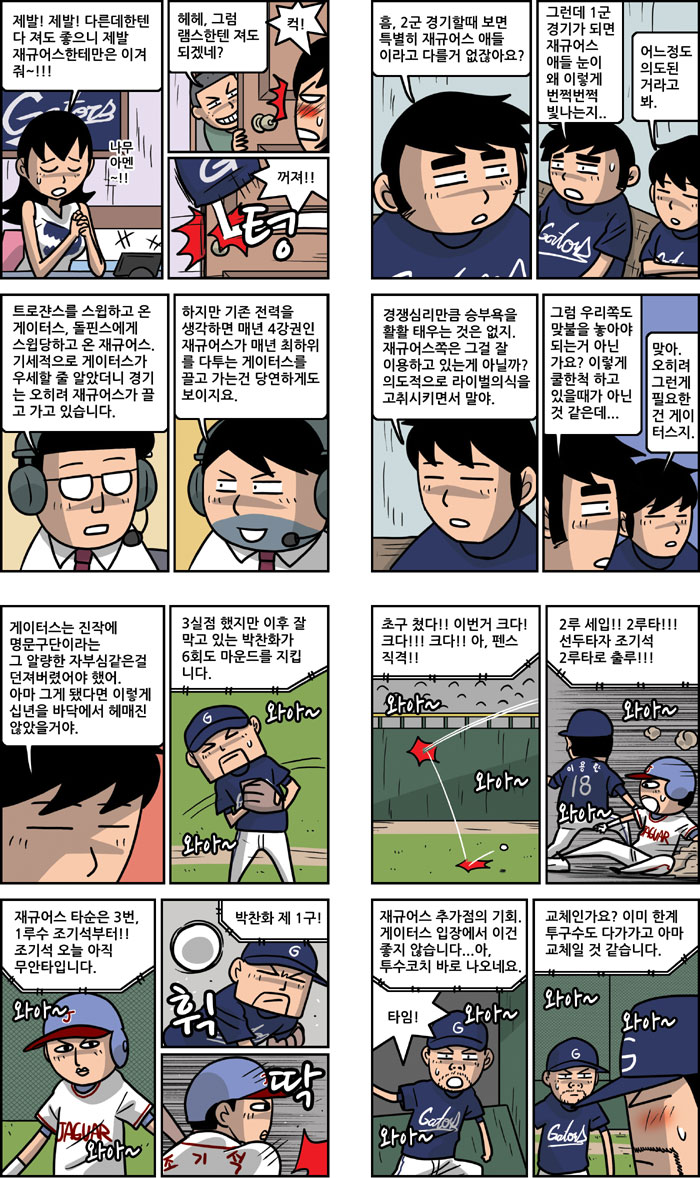 제발! 제발! 다른데한텐
다 져도 좋으니 제발
재규어스한테만은 이겨
줘~!!!
Gators
나무
아멘
~!!
헤헤, 그럼
램스한텐 져도
되겠네?
컥!
꺼져!!
텅
흠, 2군 경기할때 보면
특별히 재규어스 애들
이라고 다를거 없잖아요?
Gators
그런데 1군
경기가 되면
재규어스
애들 눈이
왜 이렇게
번쩍번쩍
빛나는지..
어느정도
의도된
거라고
봐.
Gators
Gators
트로쟌스를 스윕하고 온
게이터스, 돌핀스에게
스윕당하고 온 재규어스.
기세적으로 게이터스가
우세할 줄 알았더니 경기
는 오히려 재규어스가 끌
고 가고 있습니다.
하지만 기존 전력을
생각하면 매년 4강권인
재규어스가 매년 최하위
를 다투는 게이터스를
끌고 가는건 당연하게도
보이지요.
경쟁심리만큼 승부욕을
활활 태우는 것은 없지.
재규어스쪽은 그걸 잘
이용하고 있는게 아닐까?
의도적으로 라이벌의식을
고취시키면서 말야.
그럼 우리쪽도
맞불을 놓아야
되는거 아닌
가요? 이렇게
쿨한척 하고
있을때가 아닌
것 같은데...
맞아.
오히려
그런게
필요한
건 게이
터스지.
게이터스는 진작에
명문구단이라는
그 알량한 자부심같은걸
던져버렸어야 했어.
아마 그게 됐다면 이렇게
십년을 바닥에서 헤매진
않았을거야.
3실점 했지만 이후 잘
막고 있는 박찬화가
6회도 마운드를 지킵
니다.
와아~
G
와아~
초구 쳤다!! 이번거 크다!
크다!!! 크다!! 아, 펜스
직격!!
와아~
와아~
2루 세입!! 2루타!!!
선두타자 조기석
2루타로 출루!!!
와아~
이용한
18
와아~
JAGUAR
재규어스 타순은 3번,
1루수 조기석부터!!
조기석 오늘 아직
무안타입니다.
와아~
J
JAGUAR
와아~
박찬화 제 1구!
G
휙
딱
조기석
재규어스 추가점의 기회.
게이터스 입장에서 이건
좋지 않습니다...아,
투수코치 바로 나오네요.
와아~
타임!
G
Gators
와아~
교체인가요? 이미 한계
투구수도 다가가고 아마
교체일 것 같습니다.
와아~
와아~
G
G
Gators